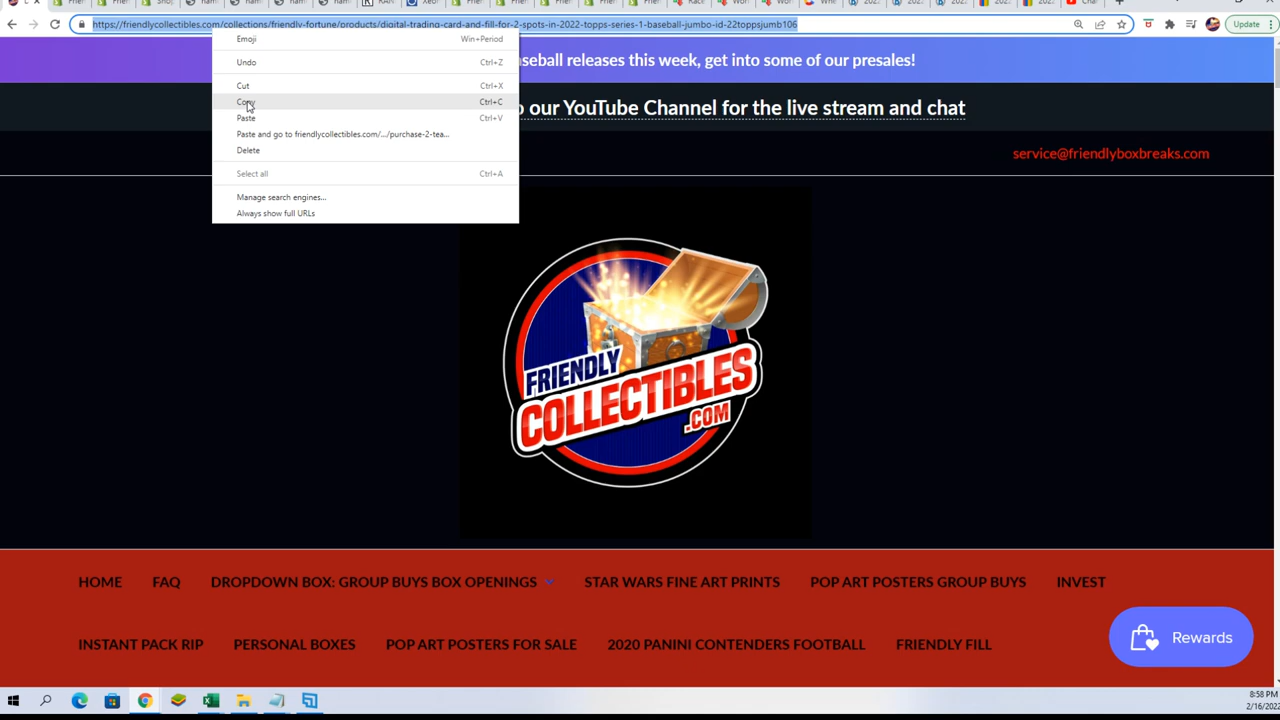 https://friendlycollectibles.com/collections/friendly-fortune/products/digital-trading-card-and-fill-for-2-spots-in-2022-topps-series-1-baseball-jumbo-id-22toppsjumb106
Update
Emoji Win+Period
Undo Ctrl+Z
Cut Ctrl+X
Copy Ctrl+C
Paste Ctrl+V
Paste and go to friendlycollectibles.com/.../purchase-2-tea...
Delete
Select all Ctrl+A
Manage search engines...
Always show full URLs
baseball releases this week, get into some of our presales!
o our YouTube Channel for the live stream and chat
service@friendlyboxbreaks.com
FRIENDLY
COLLECTIBLES
.COM
HOME FAQ DROPDOWN BOX: GROUP BUYS BOX OPENINGS STAR WARS FINE ART PRINTS POP ART POSTERS GROUP BUYS INVEST
INSTANT PACK RIP PERSONAL BOXES POP ART POSTERS FOR SALE 2020 PANINI CONTENDERS FOOTBALL FRIENDLY FILL
Rewards
8:58 PM
2/16/2022